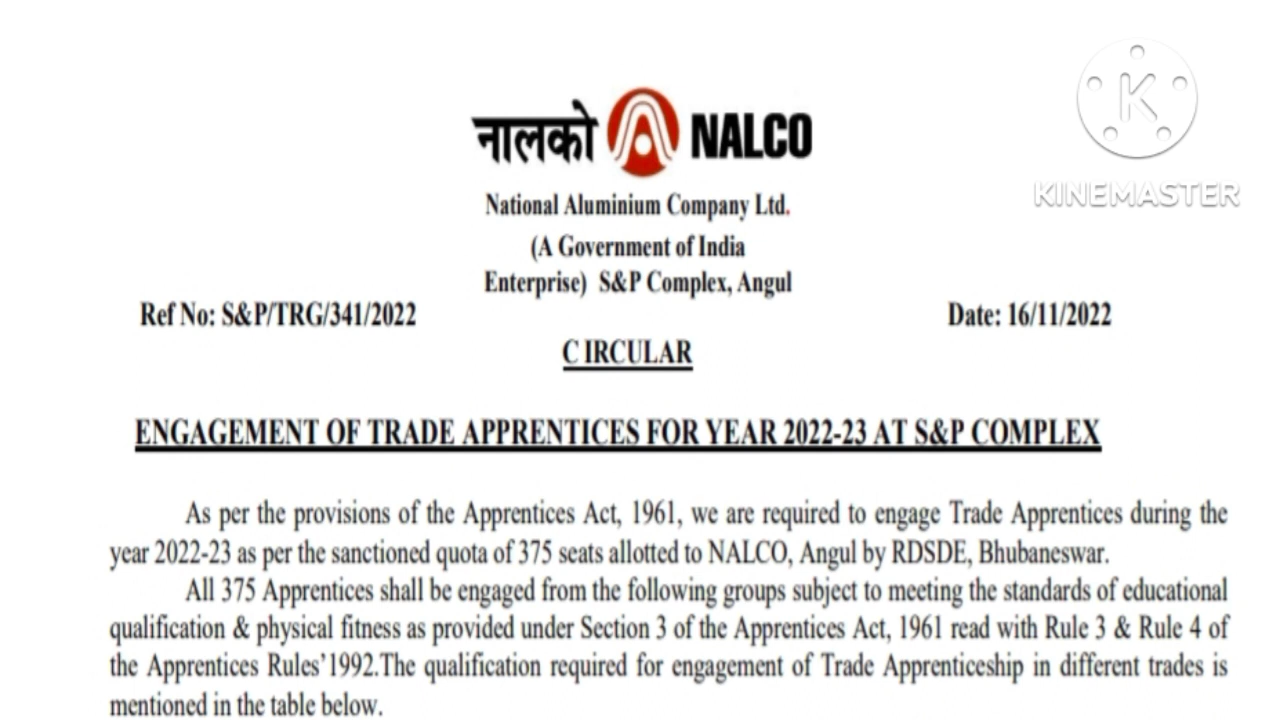 नालको NALCO
K
KINEMASTER
National Aluminium Company Ltd.
(A Government of India
Enterprise) S&P Complex, Angul
Ref No: S&P/TRG/341/2022 Date: 16/11/2022
C IRCULAR
ENGAGEMENT OF TRADE APPRENTICES FOR YEAR 2022-23 AT S&P COMPLEX
As per the provisions of the Apprentices Act, 1961, we are required to engage Trade Apprentices during the
year 2022-23 as per the sanctioned quota of 375 seats allotted to NALCO, Angul by RDSDE, Bhubaneswar.
All 375 Apprentices shall be engaged from the following groups subject to meeting the standards of educational
qualification & physical fitness as provided under Section 3 of the Apprentices Act, 1961 read with Rule 3 & Rule 4 of
the Apprentices Rules’1992.The qualification required for engagement of Trade Apprenticeship in different trades is
mentioned in the table below.